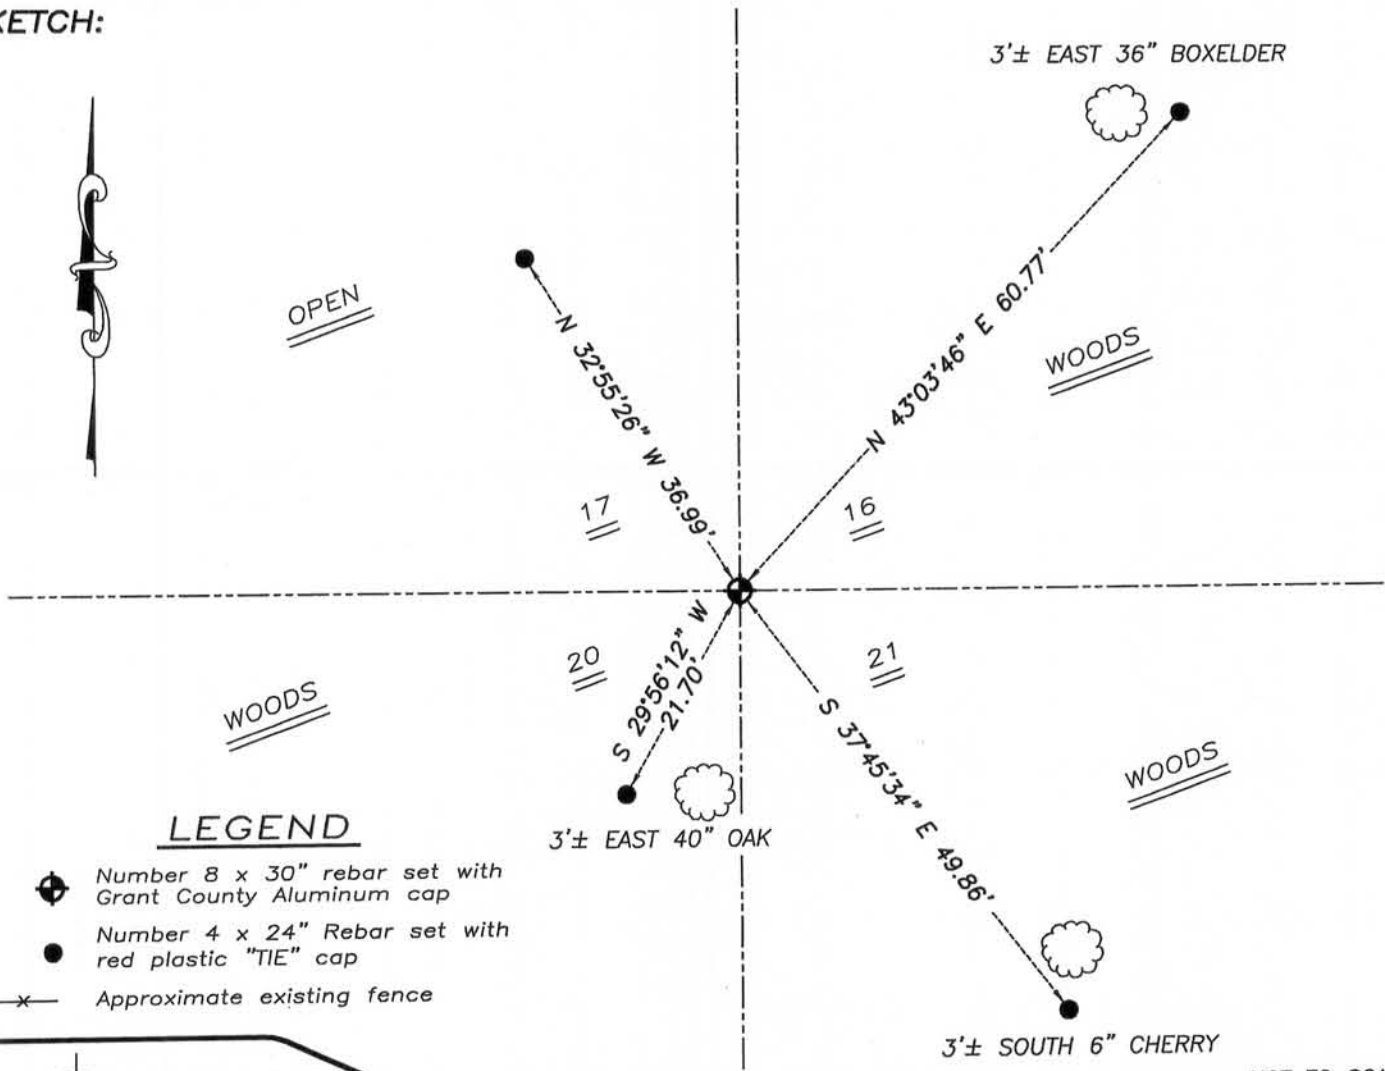 KETCH:
3'± EAST 36" BOXELDER
OPEN
N 32°55'26" W 36.99'
N 43°03'46" E 60.77'
WOODS
17
16
20
21
S 29°56'12" W
21.70'
S 37°45'34" E 49.86'
WOODS
WOODS
3'± EAST 40" OAK
LEGEND
Number 8 x 30" rebar set with
Grant County Aluminum cap
Number 4 x 24" Rebar set with
red plastic "TIE" cap
x
Approximate existing fence
3'± SOUTH 6" CHERRY